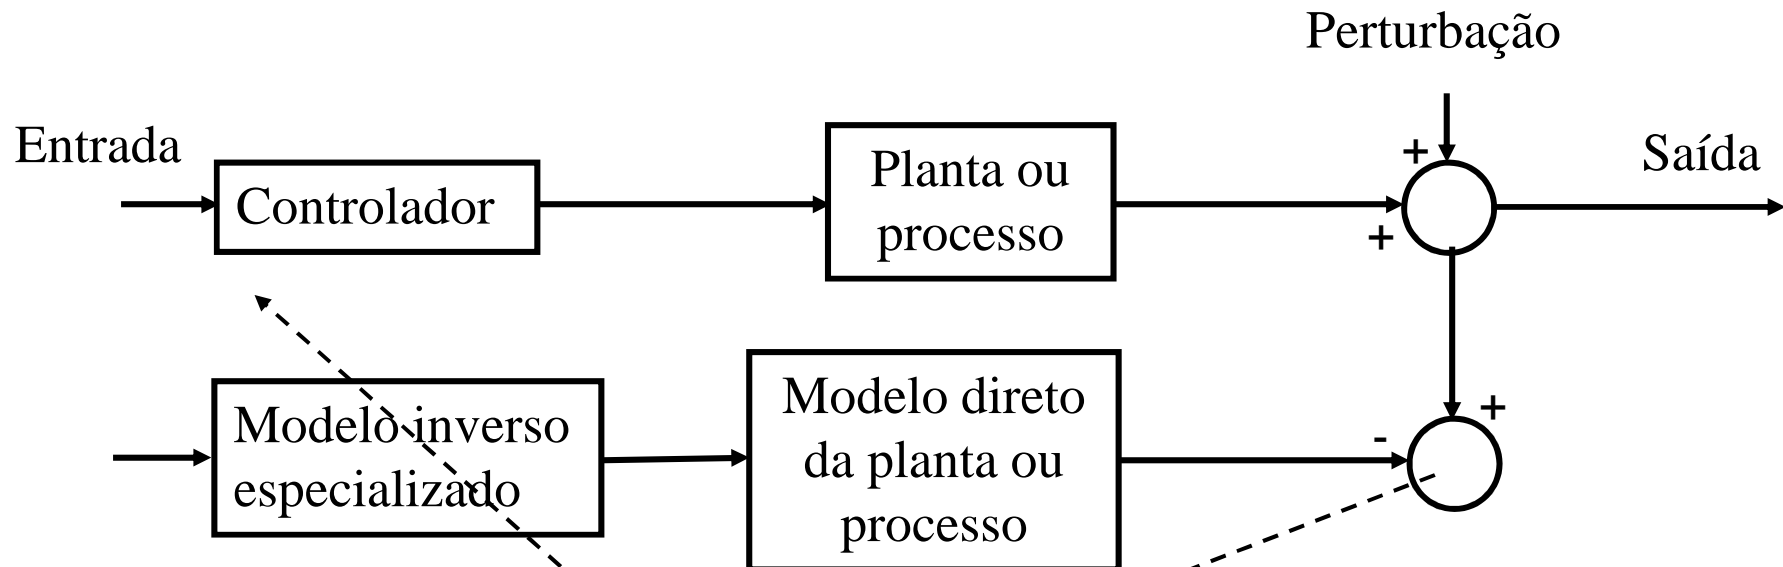 Perturbação
Entrada
Saída
Controlador
Planta ou
processo
+
+
Modelo inverso
especializado
Modelo direto
da planta ou
processo
+
-